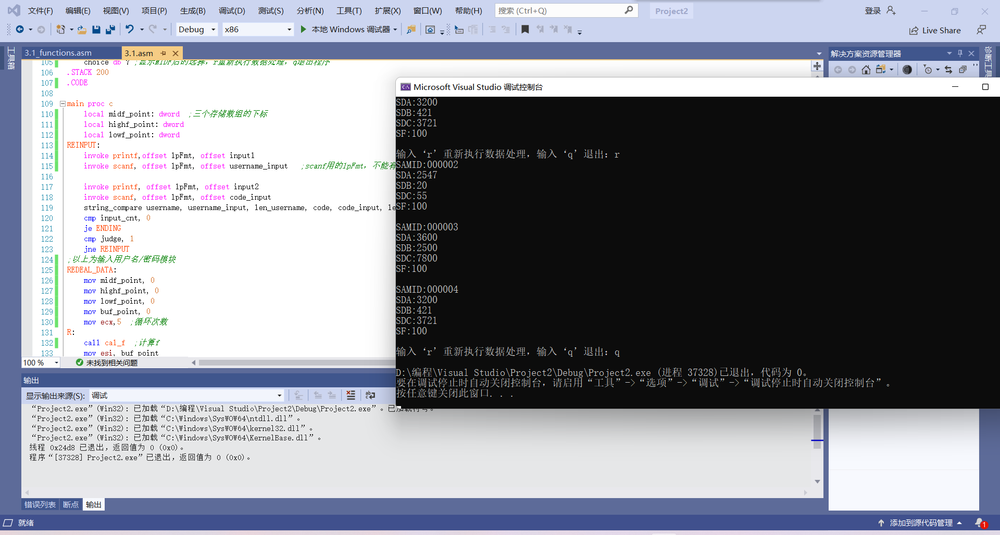 文件(F) 编辑(E) 视图(V) 项目(P) 生成(B) 调试(D) 测试(S) 分析(N) 工具(T) 扩展(X) 窗口(W) 帮助(H) 搜索 (Ctrl+Q) Project2 登录
Debug x86 本地 Windows 调试器 Live Share
工具箱
3.1_functions.asm 3.1.asm
105 choice db ? ;显示MIDF后的选择，r重新执行数据处理，q退出程序
106 .STACK 200
107 .CODE
108
109 main proc c
110 local midf_point: dword ;三个存储数组的下标
111 local highf_point: dword
112 local lowf_point: dword
113 REINPUT:
114 invoke printf,offset lpFmt, offset input1
115 invoke scanf, offset lpFmt, offset username_input ;scanf用的lpFmt，不能有
116
117 invoke printf, offset lpFmt, offset input2
118 invoke scanf, offset lpFmt, offset code_input
119 string_compare username, username_input, len_username, code, code_input, le
120 cmp input_cnt, 0
121 je ENDING
122 cmp judge, 1
123 jne REINPUT
124 ;以上为输入用户名/密码模块
125 REDEAL_DATA:
126 mov midf_point, 0
127 mov highf_point, 0
128 mov lowf_point, 0
129 mov buf_point, 0
130 mov ecx,5 ;循环次数
131 R:
132 call cal_f ;计算f
133 mov esi, buf_point
100 % 未找到相关问题
Microsoft Visual Studio 调试控制台
SDA:3200
SDB:421
SDC:3721
SF:100
输入‘r’重新执行数据处理，输入‘q’退出：r
SAMID:000002
SDA:2547
SDB:20
SDC:55
SF:100
SAMID:000003
SDA:3600
SDB:2500
SDC:7800
SF:100
SAMID:000004
SDA:3200
SDB:421
SDC:3721
SF:100
输入‘r’重新执行数据处理，输入‘q’退出：q
D:\编程\Visual Studio\Project2\Debug\Project2.exe (进程 37328)已退出，代码为 0。
要在调试停止时自动关闭控制台，请启用“工具”->“选项”->“调试”->“调试停止时自动关闭控制台”。
按任意键关闭此窗口. . .
解决方案资源管理器
诊断工具
输出
显示输出来源(S): 调试
“Project2.exe”(Win32): 已加载“D:\编程\Visual Studio\Project2\Debug\Project2.exe”。已加载符号。
“Project2.exe”(Win32): 已加载“C:\Windows\SysWOW64\ntdll.dll”。
“Project2.exe”(Win32): 已加载“C:\Windows\SysWOW64\kernel32.dll”。
“Project2.exe”(Win32): 已加载“C:\Windows\SysWOW64\KernelBase.dll”。
线程 0x24d8 已退出，返回值为 0 (0x0)。
程序“[37328] Project2.exe”已退出，返回值为 0 (0x0)。
错误列表 断点 输出
就绪 添加到源代码管理 1